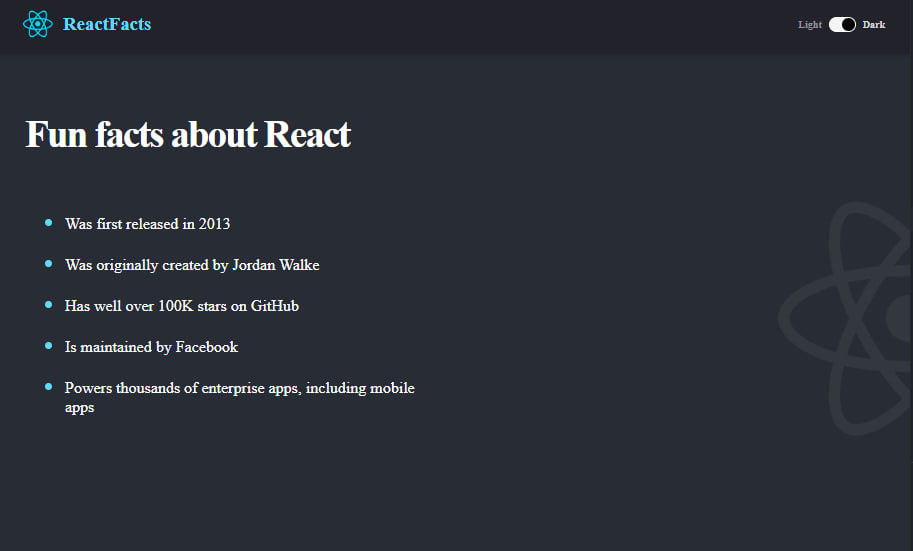 ReactFacts
Light Dark
Fun facts about React
Was first released in 2013
Was originally created by Jordan Walke
Has well over 100K stars on GitHub
Is maintained by Facebook
Powers thousands of enterprise apps, including mobile
apps